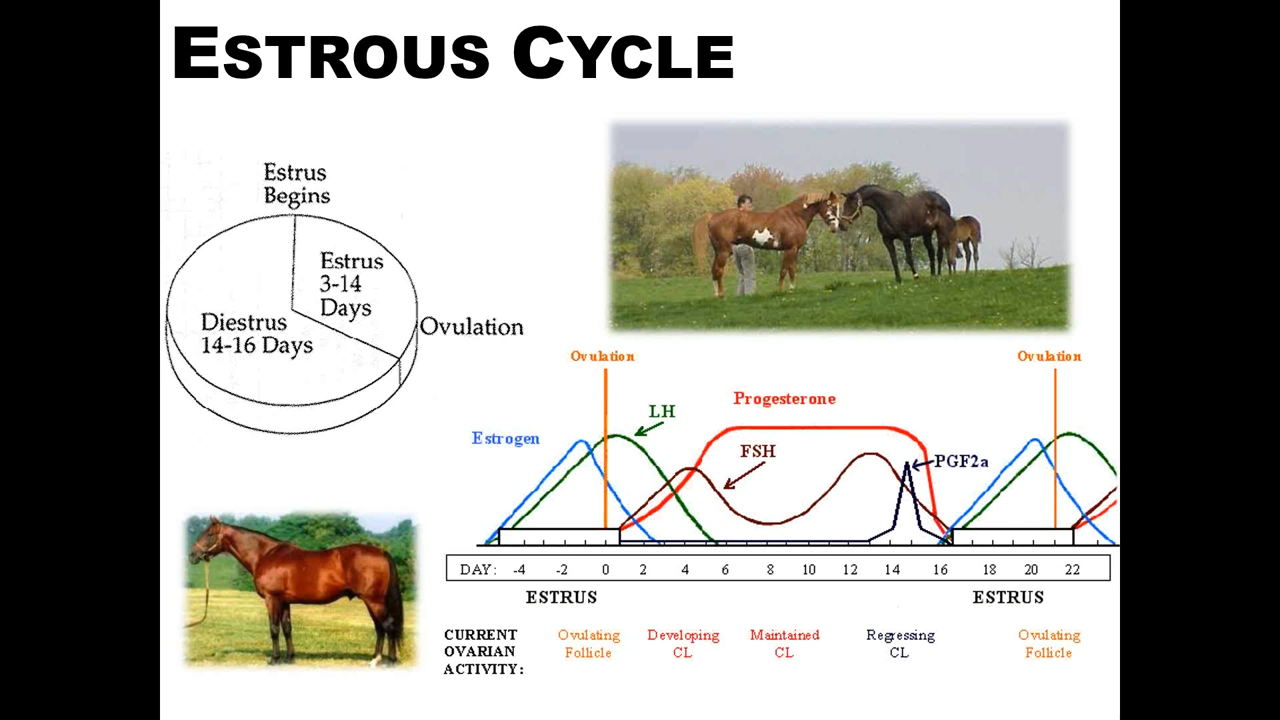 ESTROUS CYCLE
Estrus
Begins
Estrus
3-14
Days
Diestrus
14-16 Days
Ovulation
Ovulation
Ovulation
Progesterone
LH
Estrogen
FSH
PGF2a
DAY: -4 -2 0 2 4 6 8 10 12 14 16 18 20 22
ESTRUS ESTRUS
CURRENT
OVARIAN
ACTIVITY:
Ovulating
Follicle
Developing
CL
Maintained
CL
Regressing
CL
Ovulating
Follicle